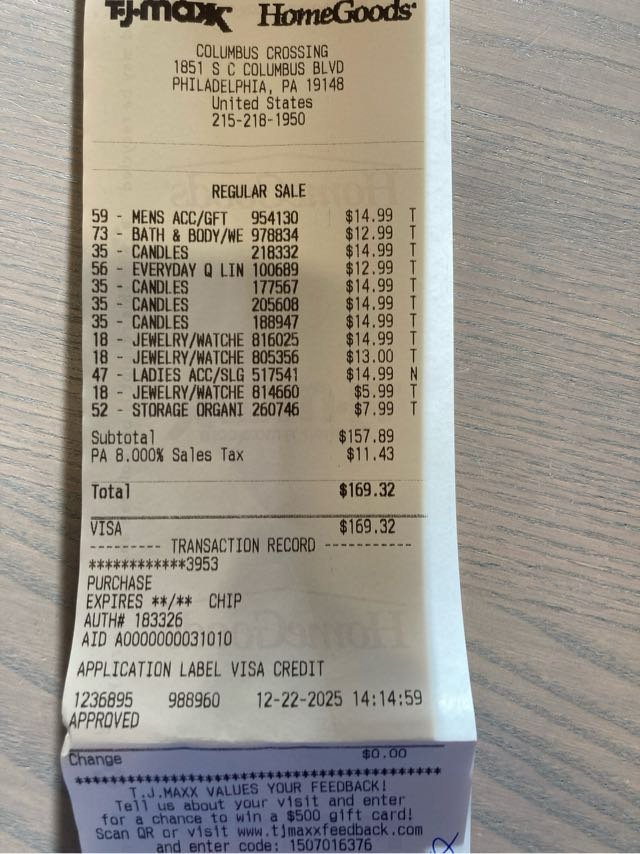 TJ·maxx HomeGoods
COLUMBUS CROSSING
1851 S C COLUMBUS BLVD
PHILADELPHIA, PA 19148
United States
215-218-1950
REGULAR SALE
59 - MENS ACC/GFT 954130 $14.99 T
73 - BATH & BODY/WE 978834 $12.99 T
35 - CANDLES 218332 $14.99 T
56 - EVERYDAY Q LIN 100689 $12.99 T
35 - CANDLES 177567 $14.99 T
35 - CANDLES 205608 $14.99 T
35 - CANDLES 188947 $14.99 T
18 - JEWELRY/WATCHE 816025 $14.99 T
18 - JEWELRY/WATCHE 805356 $13.00 T
47 - LADIES ACC/SLG 517541 $14.99 N
18 - JEWELRY/WATCHE 814660 $5.99 T
52 - STORAGE ORGANI 260746 $7.99 T
Subtotal $157.89
PA 8.000% Sales Tax $11.43
Total $169.32
VISA $169.32
--------- TRANSACTION RECORD -----------
************3953
PURCHASE
EXPIRES **/** CHIP
AUTH# 183326
AID A0000000031010
APPLICATION LABEL VISA CREDIT
1236895 988960 12-22-2025 14:14:59
APPROVED
Change $0.00
******************************************
T.J.MAXX VALUES YOUR FEEDBACK!
Tell us about your visit and enter
for a chance to win a $500 gift card!
Scan QR or visit www.tjmaxxfeedback.com
and enter code: 1507016376